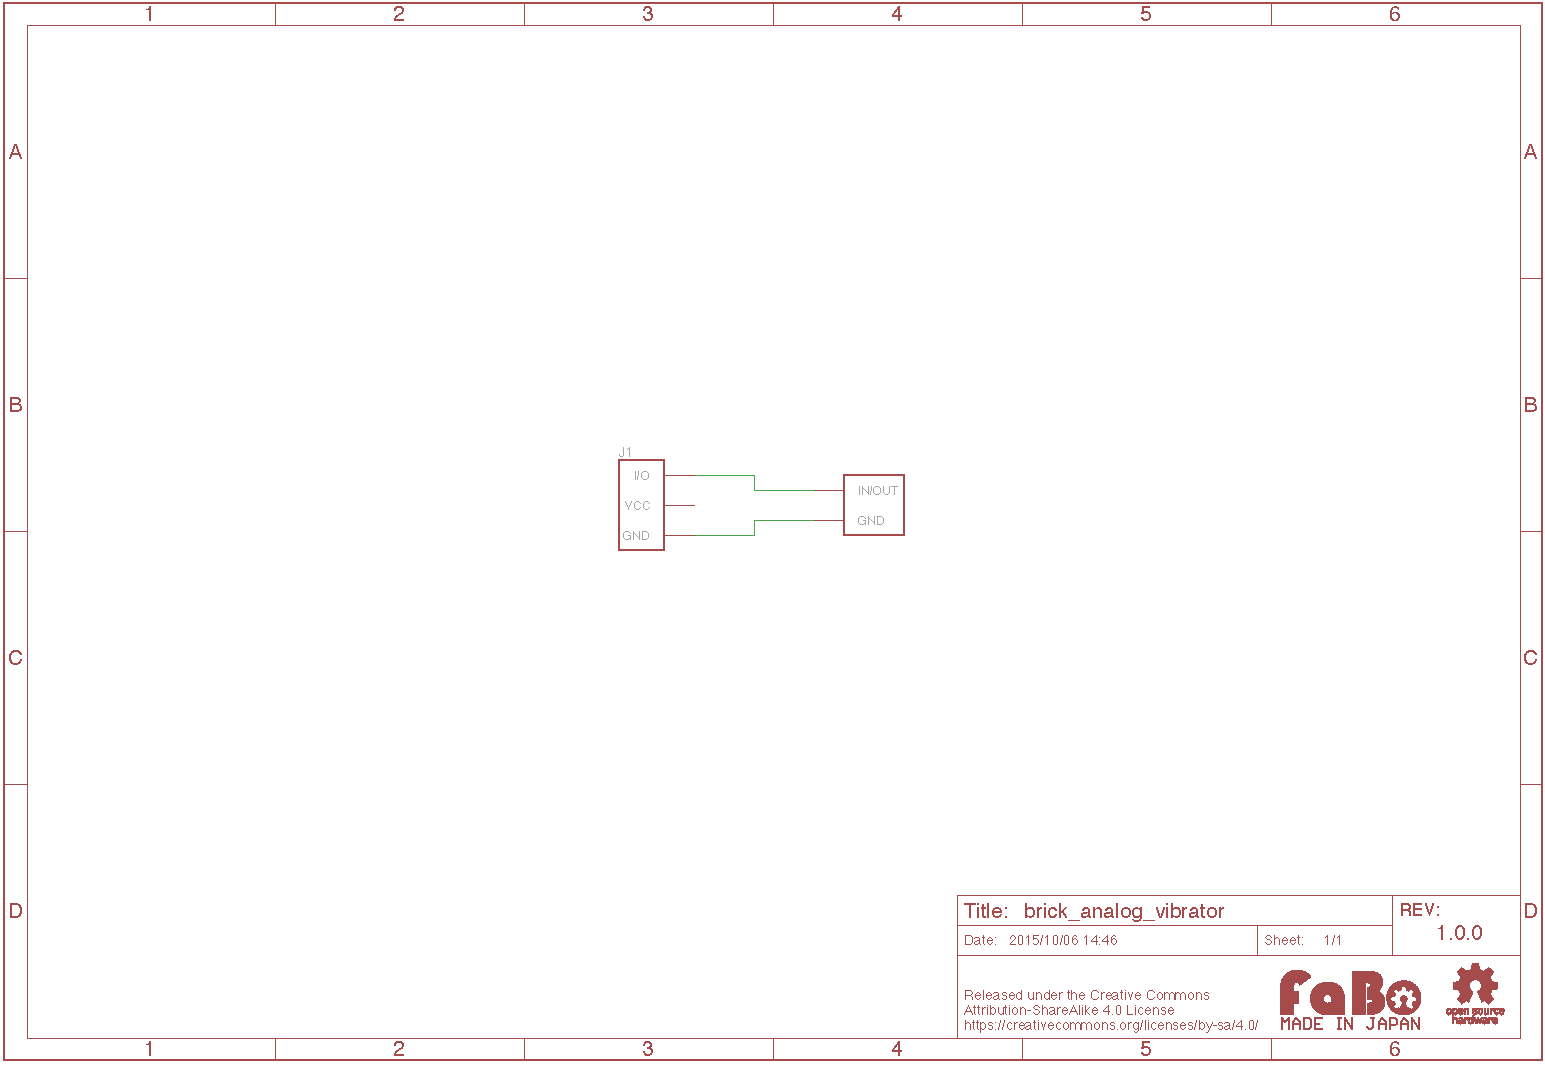 1 2 3 4 5 6
A A
B B
J1
I/O
VCC
GND
IN/OUT
GND
C C
D D
Title: brick_analog_vibrator
REV:
1.0.0
Date: 2015/10/06 14:46
Sheet: 1/1
Released under the Creative Commons
Attribution-ShareAlike 4.0 License
https://creativecommons.org/licenses/by-sa/4.0/
FaBo
MADE IN JAPAN
open source
hardware
1 2 3 4 5 6